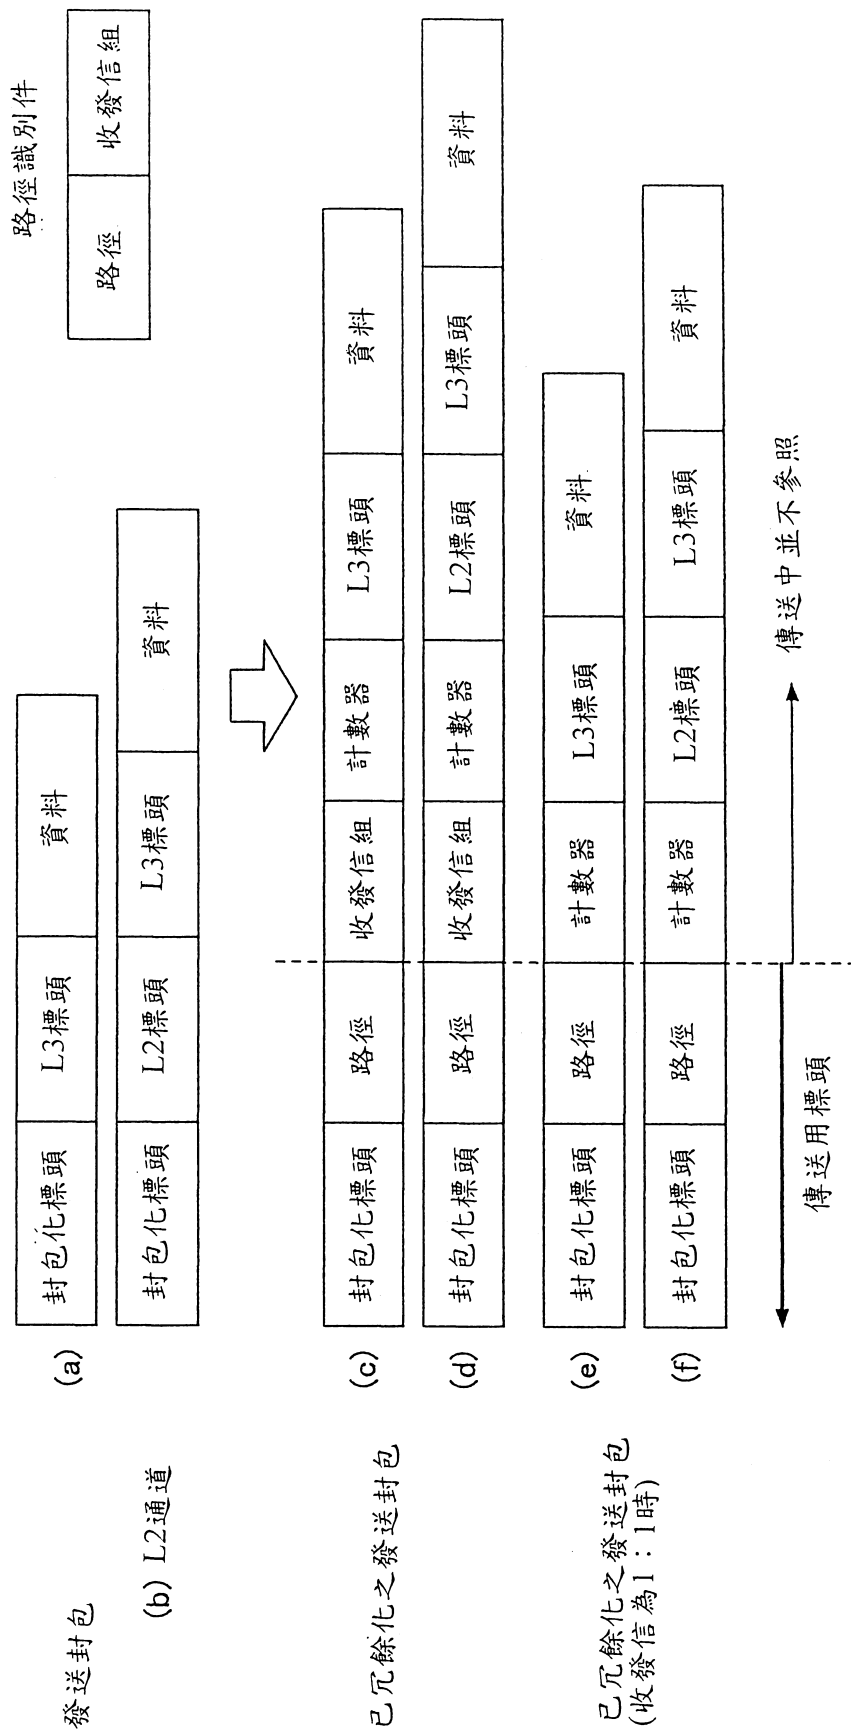 路徑識別件
路徑 收發信組
發送封包
(a) 封包化標頭 L3標頭 資料
(b) L2通道
封包化標頭 L2標頭 L3標頭 資料
已冗餘化之發送封包
(c) 封包化標頭 路徑 收發信組 計數器 L3標頭 資料
(d) 封包化標頭 路徑 收發信組 計數器 L2標頭 L3標頭 資料
已冗餘化之發送封包
(收發信為1:1時)
(e) 封包化標頭 路徑 計數器 L3標頭 資料
(f) 封包化標頭 路徑 計數器 L2標頭 L3標頭 資料
傳送用標頭
傳送中並不參照